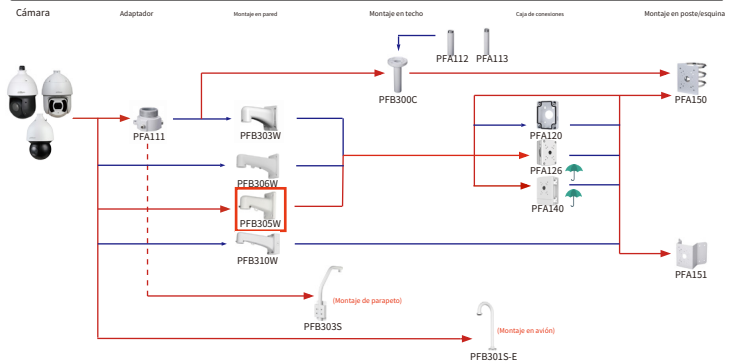 Cámara
Adaptador
Montaje en pared
Montaje en techo
Caja de conexiones
Montaje en poste/esquina
PFA112
PFA113
PFB300C
PFA150
PFA111
PFB303W
PFA120
PFB306W
PFA126
PFB305W
PFA140
PFB310W
PFA151
(Montaje de parapeto)
PFB303S
(Montaje en avión)
PFB301S-E